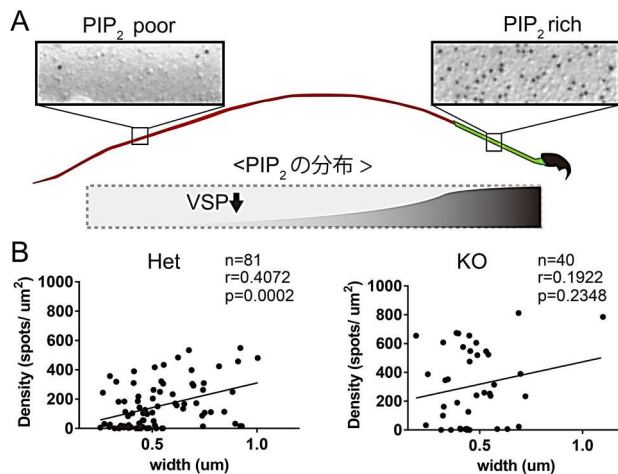 A
PIP2 poor
PIP2 rich
<PIP2の分布>
VSP
B
Het
n=81
r=0.4072
p=0.0002
Density (spots/ um²)
1000
800
600
400
200
0
0.5
1.0
width (um)
KO
n=40
r=0.1922
p=0.2348
Density (spots/ um²)
1000
800
600
400
200
0
0.5
1.0
width (um)